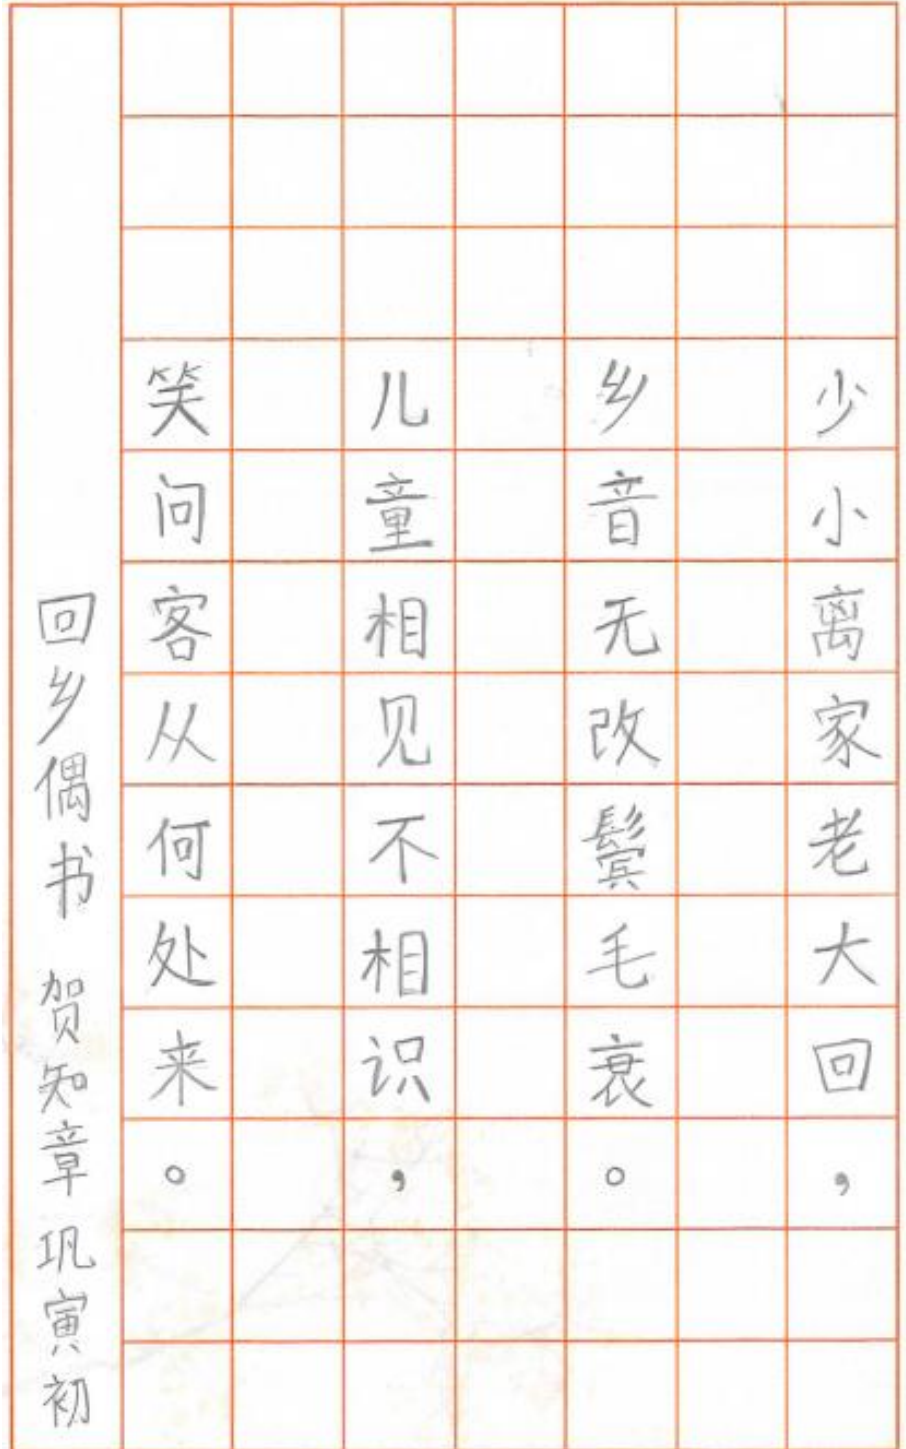 少小离家老大回，
乡音无改鬓毛衰。
儿童相见不相识，
笑问客从何处来。
回乡偶书 贺知章 巩寅初